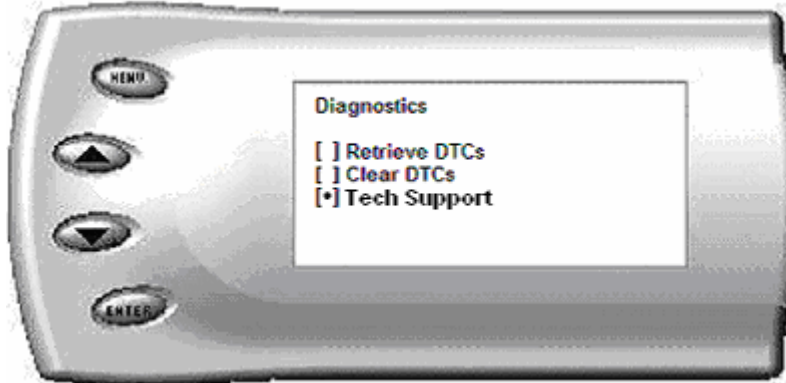 MENU
Diagnostics
[ ] Retrieve DTCs
[ ] Clear DTCs
[•] Tech Support
ENTER